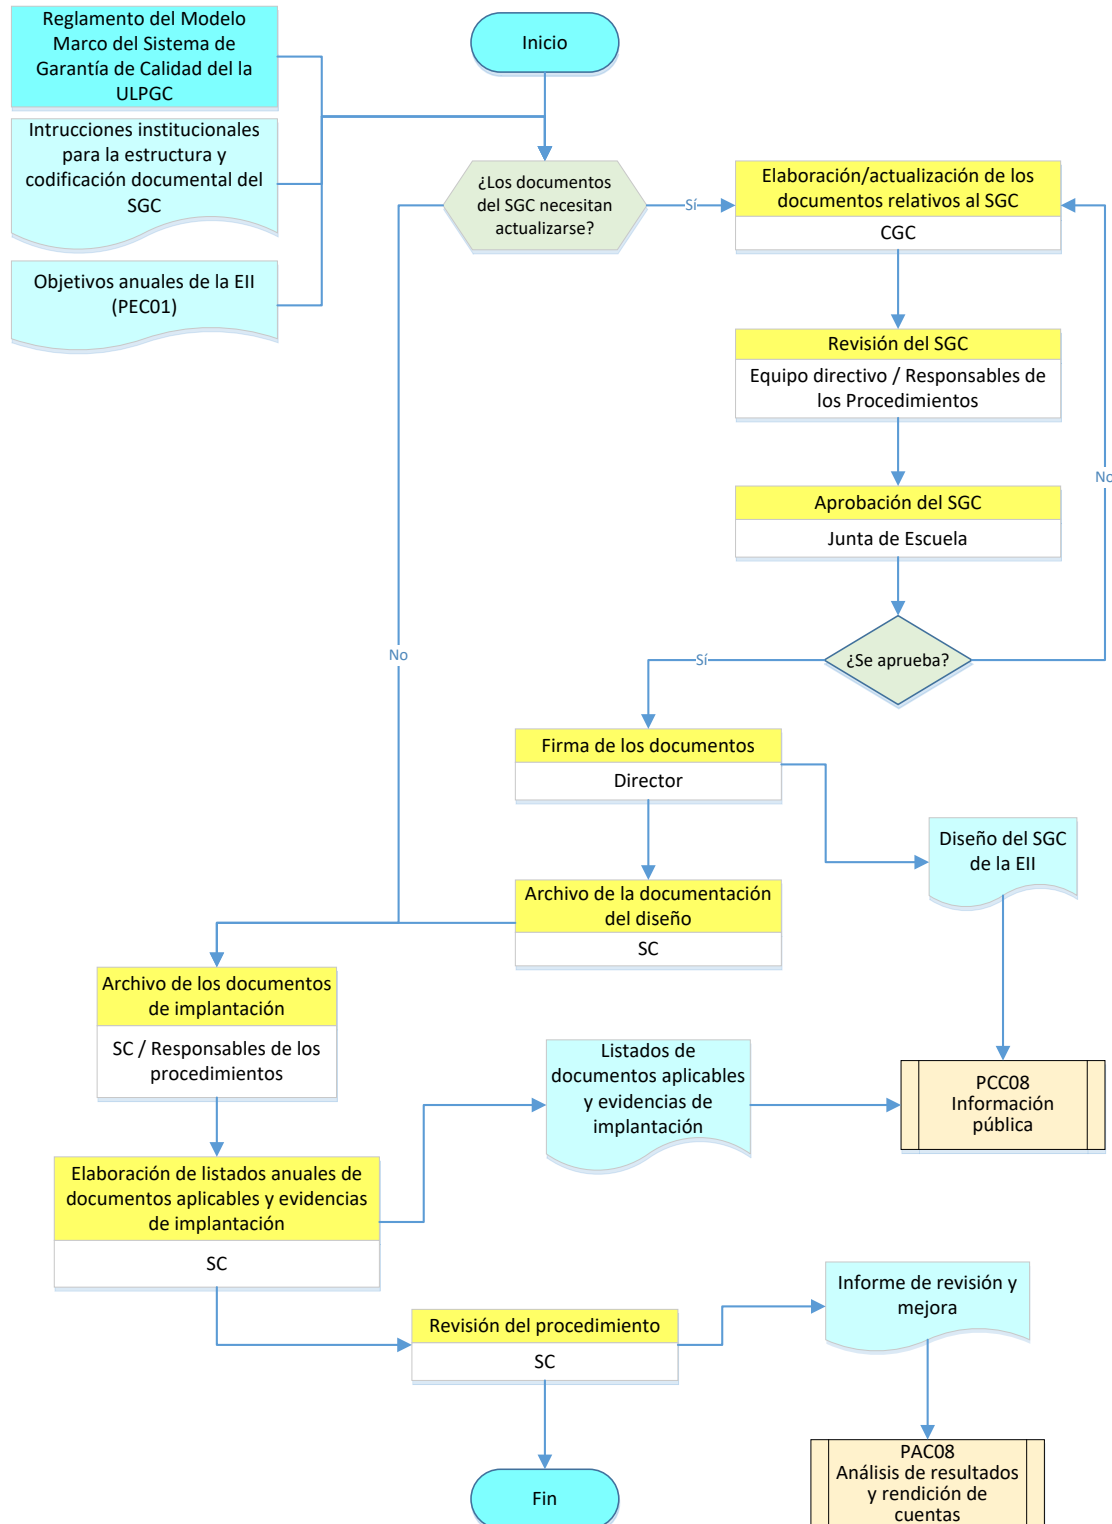 Reglamento del Modelo
Marco del Sistema de
Garantía de Calidad del la
ULPGC
Inicio
Intrucciones institucionales
para la estructura y
codificación documental del
SGC
¿Los documentos
del SGC necesitan
actualizarse?
Sí
Elaboración/actualización de los
documentos relativos al SGC
CGC
Objetivos anuales de la EII
(PEC01)
Revisión del SGC
Equipo directivo / Responsables de
los Procedimientos
No
Aprobación del SGC
Junta de Escuela
No
Sí
¿Se aprueba?
Firma de los documentos
Director
Diseño del SGC
de la EII
Archivo de la documentación
del diseño
SC
Archivo de los documentos
de implantación
SC / Responsables de los
procedimientos
Listados de
documentos aplicables
y evidencias de
implantación
PCC08
Información
pública
Elaboración de listados anuales de
documentos aplicables y evidencias
de implantación
SC
Informe de revisión y
mejora
Revisión del procedimiento
SC
PAC08
Análisis de resultados
y rendición de
cuentas
Fin